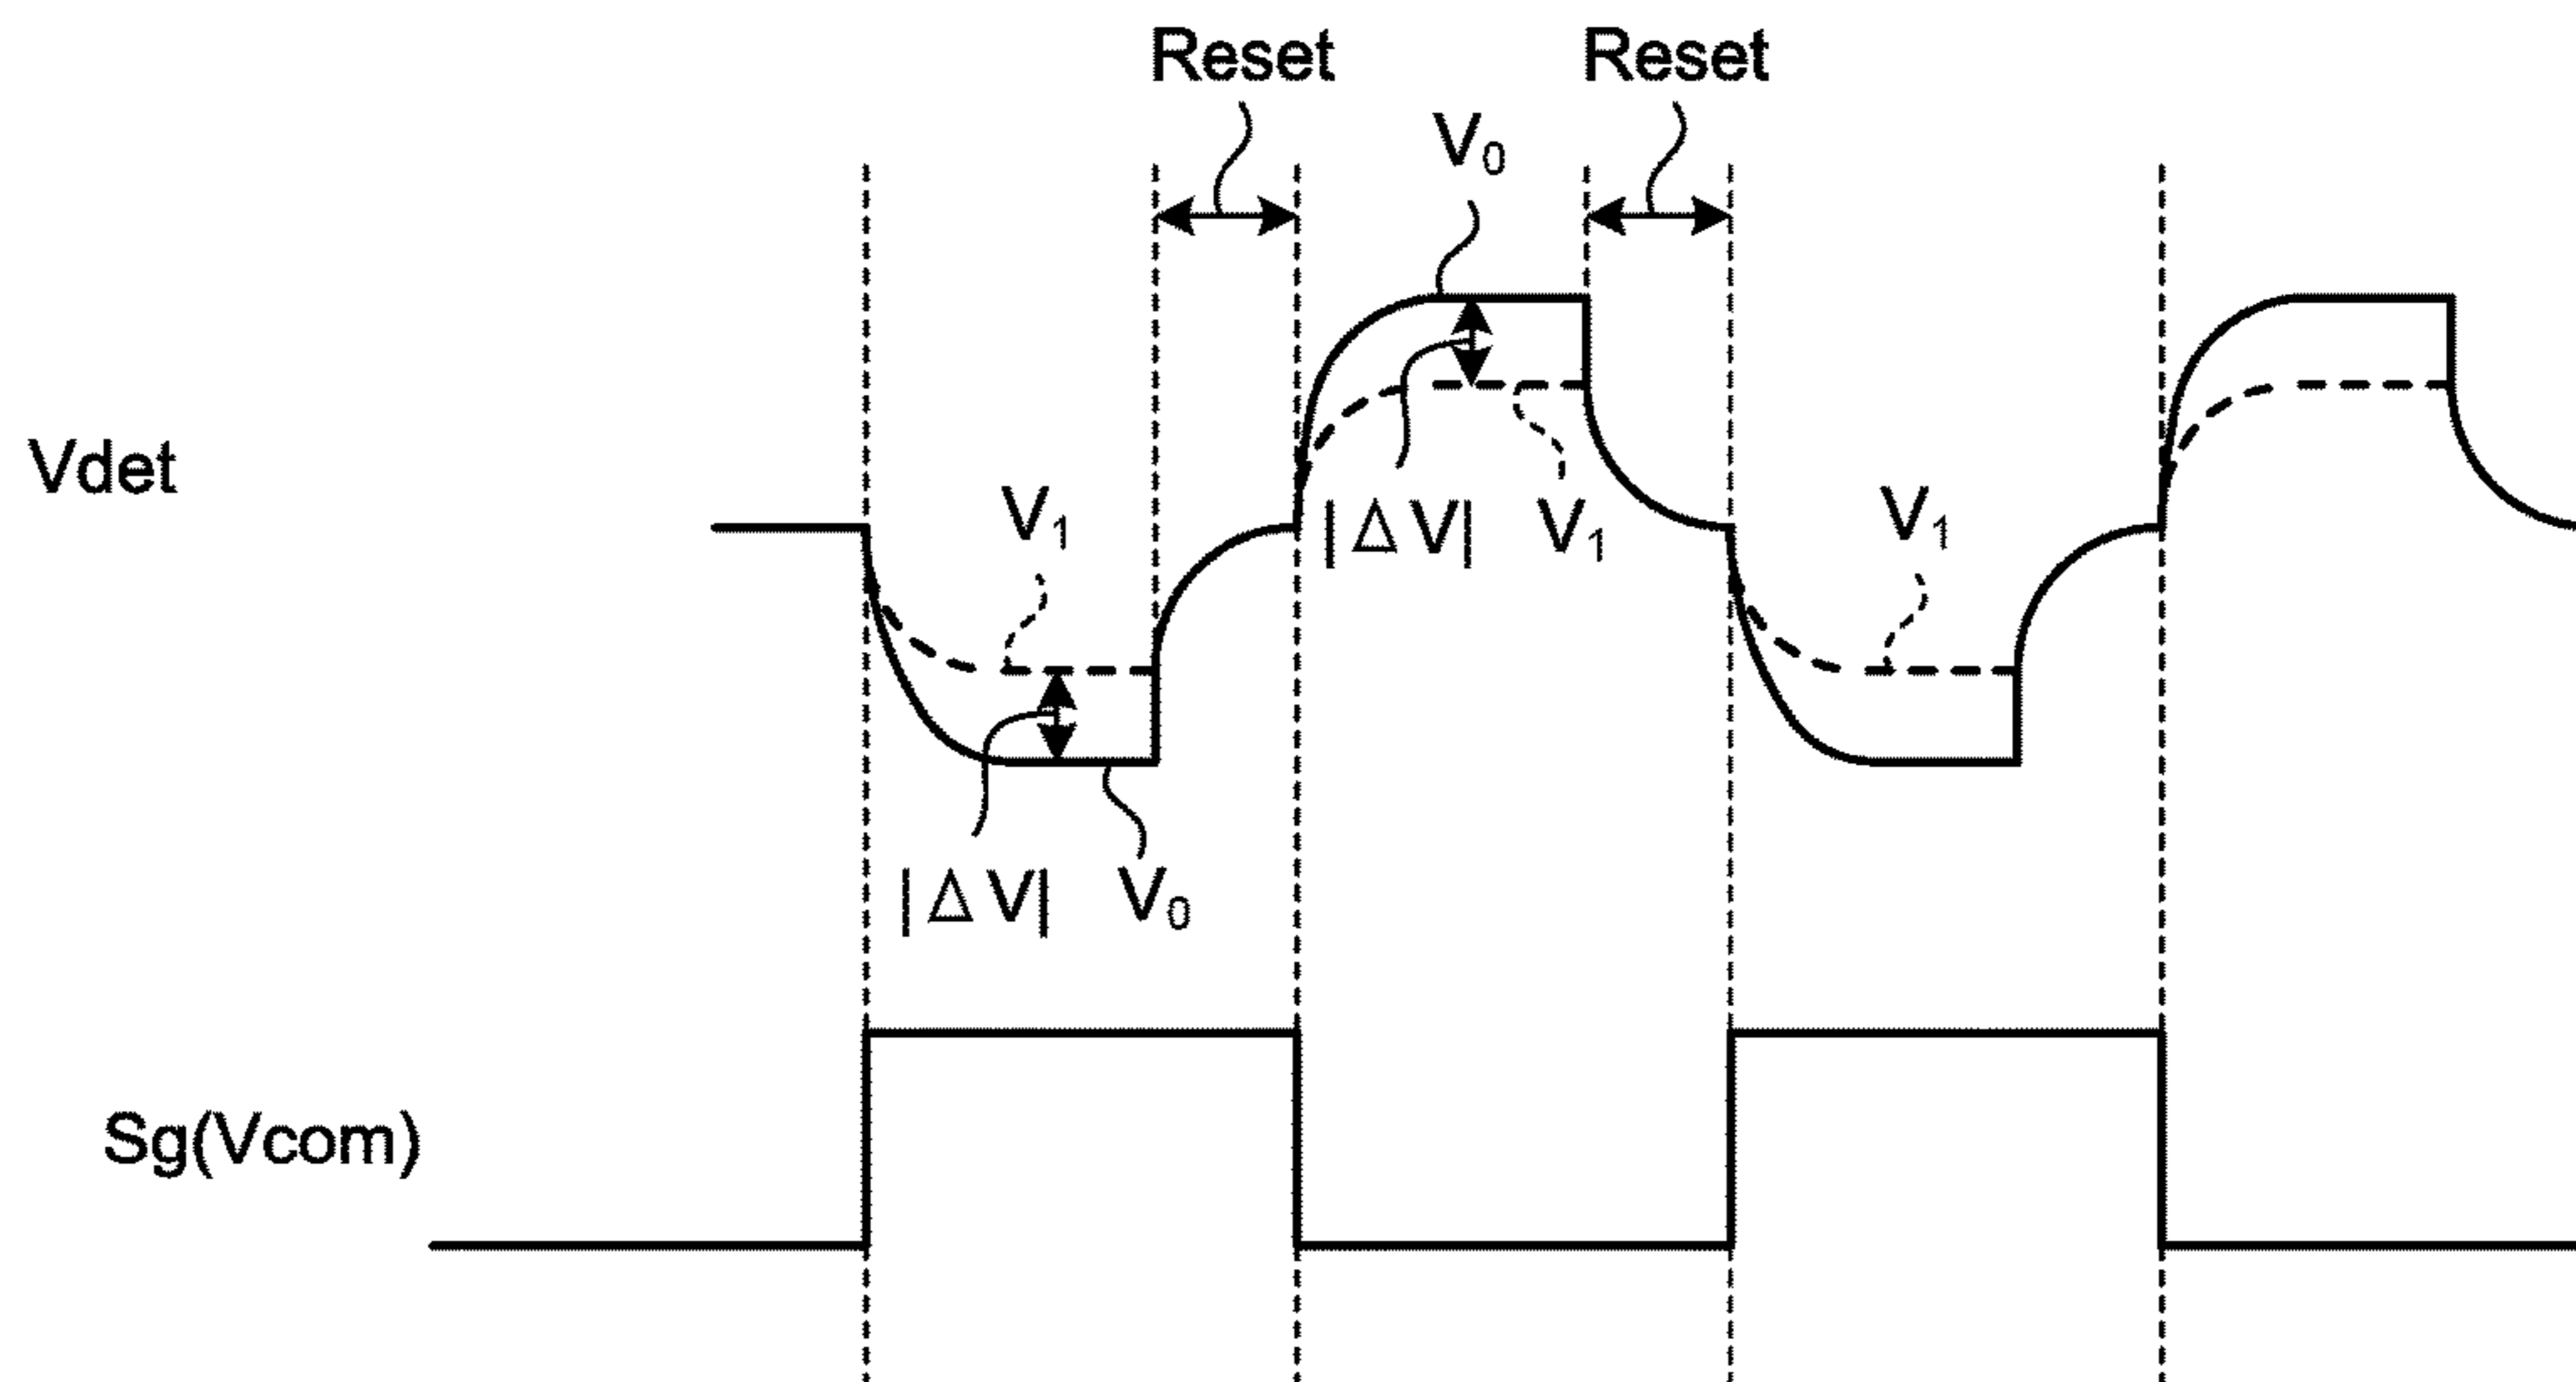 Reset Reset
V₀
Vdet
V₁ |ΔV| V₁ V₁
|ΔV| V₀
Sg(Vcom)